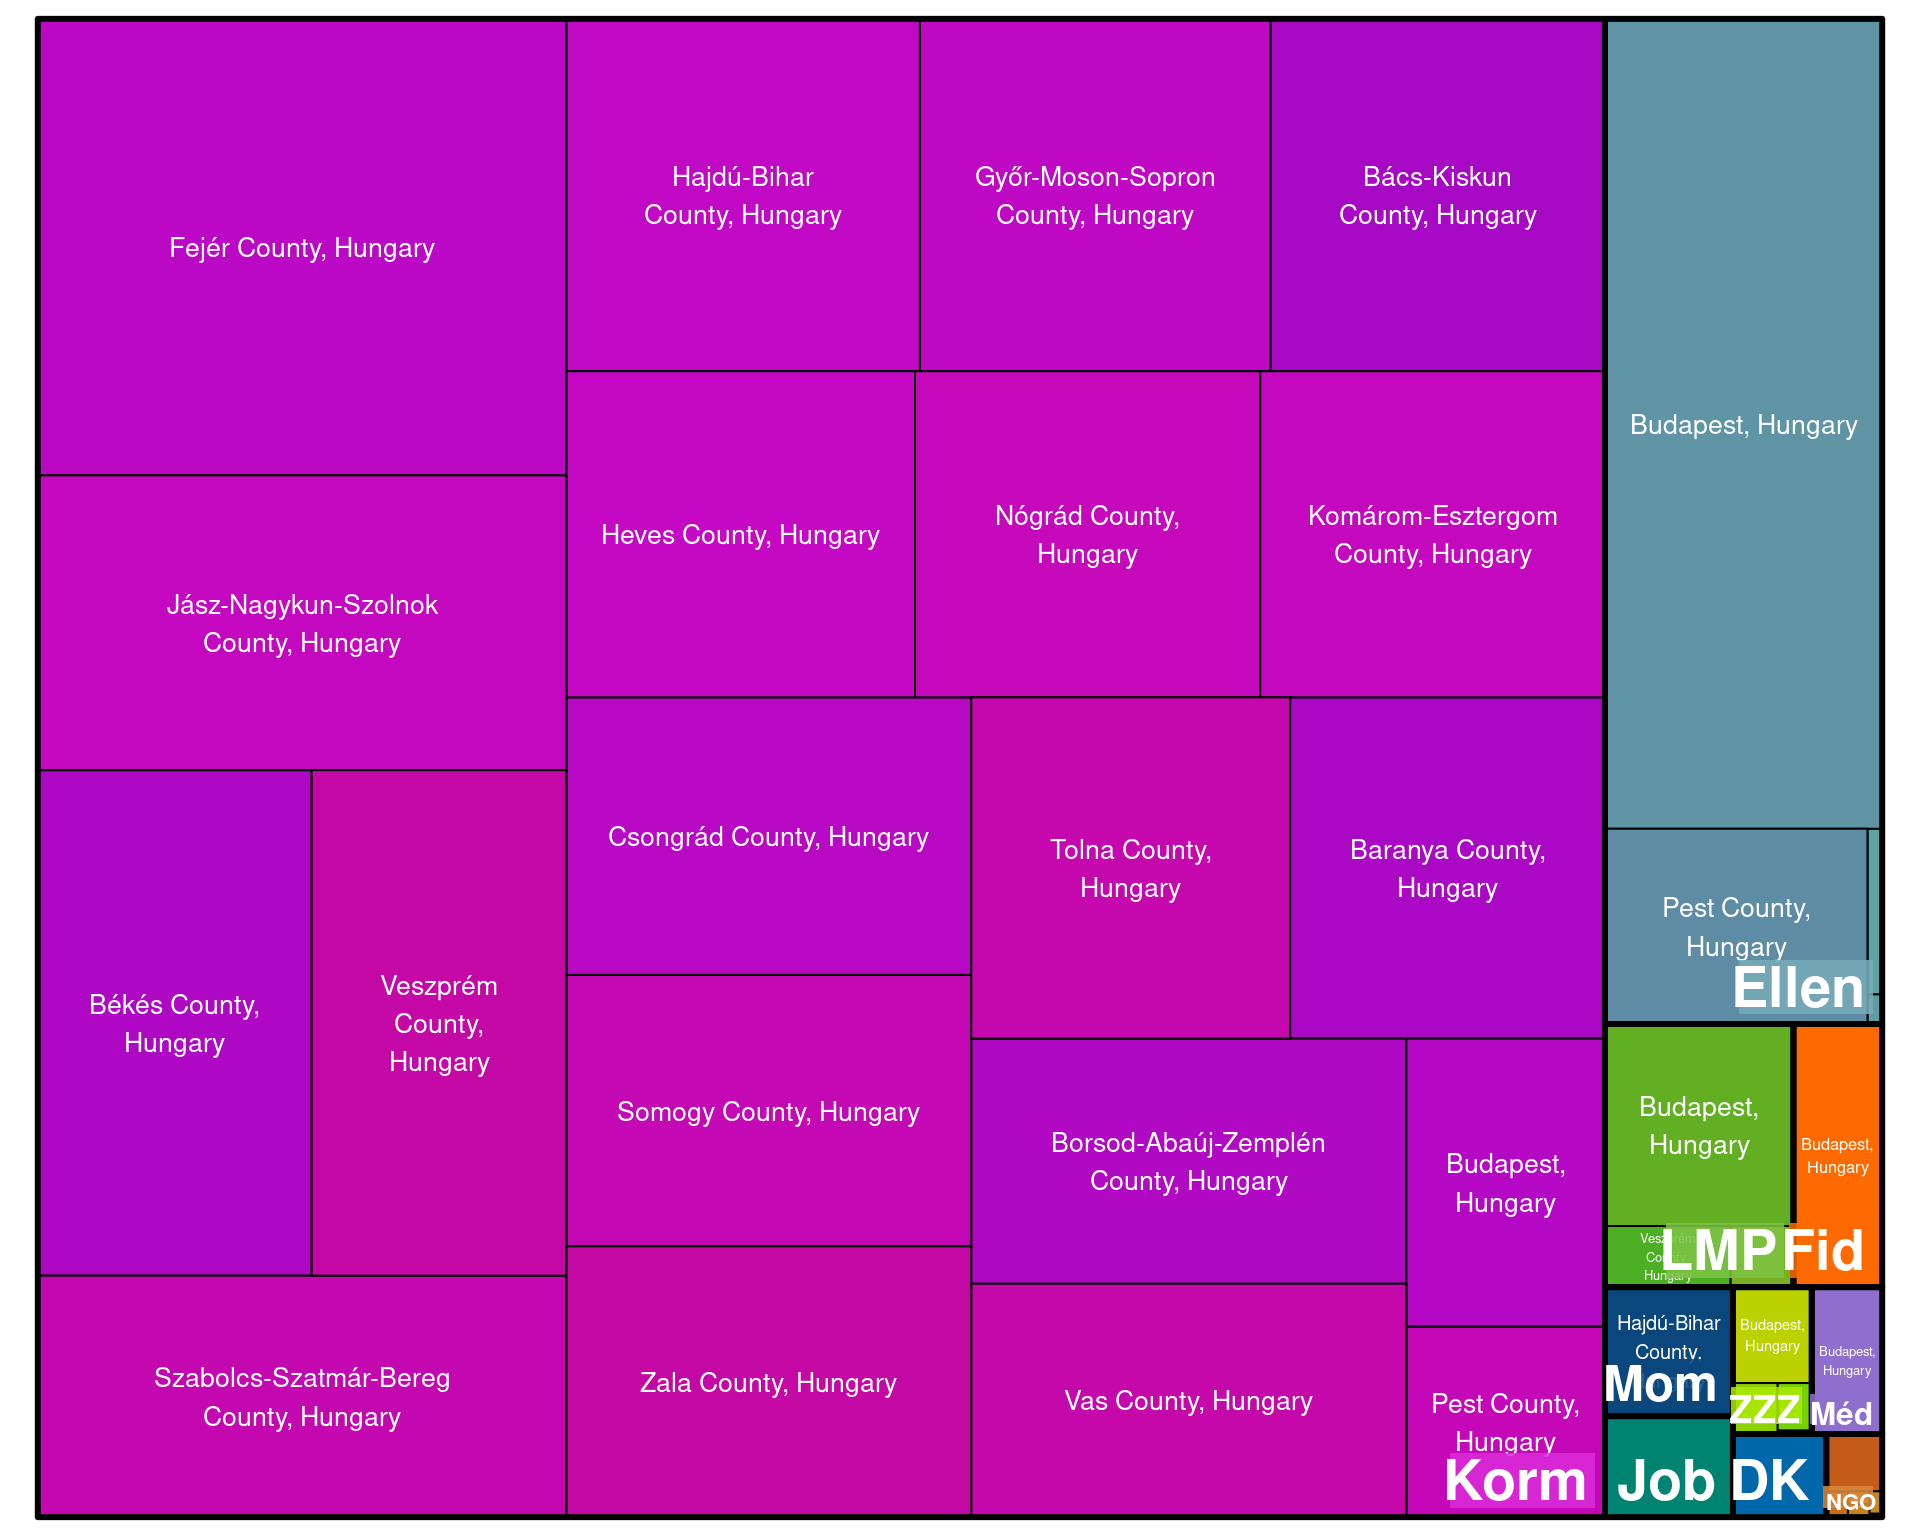 Fejér County, Hungary
Hajdú-Bihar
County, Hungary
Győr-Moson-Sopron
County, Hungary
Bács-Kiskun
County, Hungary
Budapest, Hungary
Jász-Nagykun-Szolnok
County, Hungary
Heves County, Hungary
Nógrád County,
Hungary
Komárom-Esztergom
County, Hungary
Békés County,
Hungary
Veszprém
County,
Hungary
Csongrád County, Hungary
Tolna County,
Hungary
Baranya County,
Hungary
Pest County,
Hungary
Ellen
Somogy County, Hungary
Borsod-Abaúj-Zemplén
County, Hungary
Budapest,
Hungary
Budapest,
Hungary
Budapest,
Hungary
Veszprém
County,
Hungary
LMP
Fid
Szabolcs-Szatmár-Bereg
County, Hungary
Zala County, Hungary
Vas County, Hungary
Pest County,
Hungary
Korm
Hajdú-Bihar
County,
Mom
Budapest,
Hungary
ZZZ
Budapest,
Hungary
Méd
Job
DK
NGO